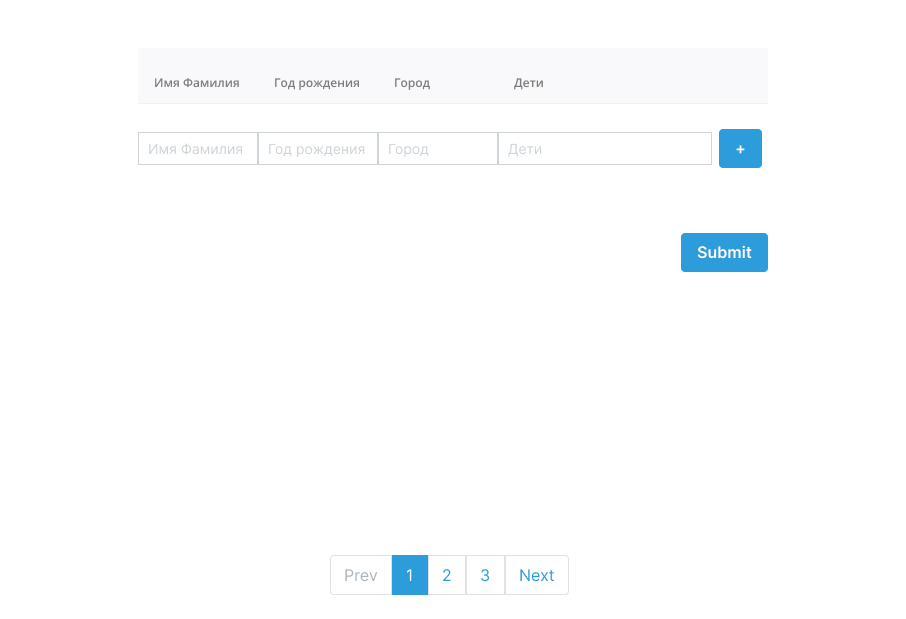 Имя Фамилия Год рождения Город Дети
Имя Фамилия Год рождения Город Дети +
Submit
Prev 1 2 3 Next